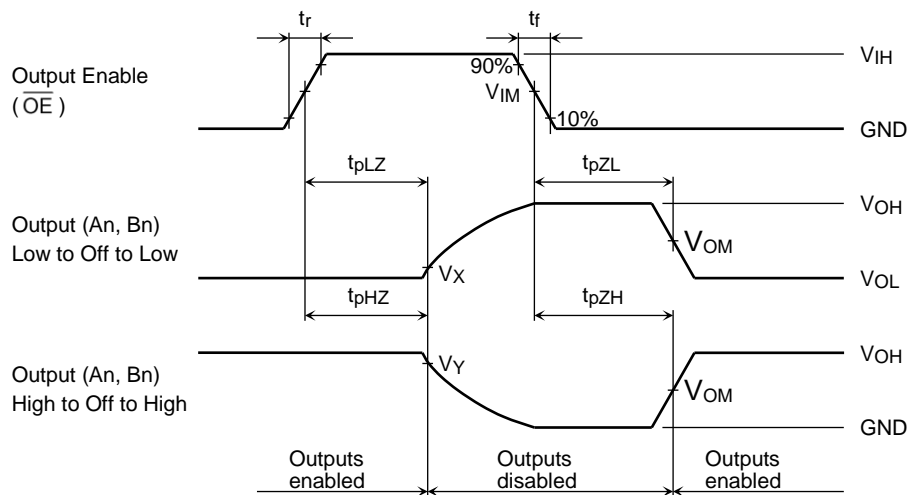 tr
tf
Output Enable
( OE )
90%
VIM
10%
VIH
GND
tpLZ
tpZL
Output (An, Bn)
Low to Off to Low
VX
VOM
VOH
VOL
tpHZ
tpZH
Output (An, Bn)
High to Off to High
VY
VOM
VOH
GND
Outputs
enabled
Outputs
disabled
Outputs
enabled